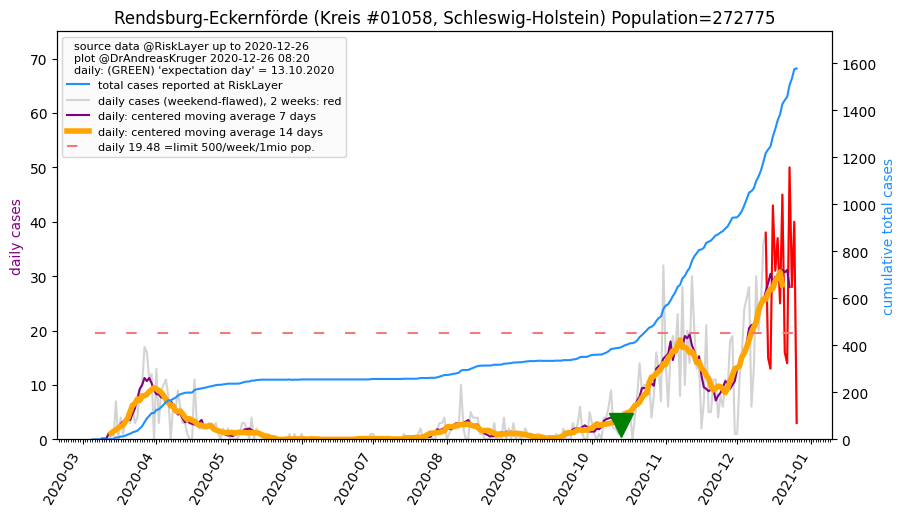 Rendsburg-Eckernförde (Kreis #01058, Schleswig-Holstein) Population=272775
source data @RiskLayer up to 2020-12-26
plot @DrAndreasKruger 2020-12-26 08:20
daily: (GREEN) 'expectation day' = 13.10.2020
total cases reported at RiskLayer
daily cases (weekend-flawed), 2 weeks: red
daily: centered moving average 7 days
daily: centered moving average 14 days
daily 19.48 =limit 500/week/1mio pop.
daily cases
70
60
50
40
30
20
10
0
cumulative total cases
1600
1400
1200
1000
800
600
400
200
0
2020-03
2020-04
2020-05
2020-06
2020-07
2020-08
2020-09
2020-10
2020-11
2020-12
2021-01